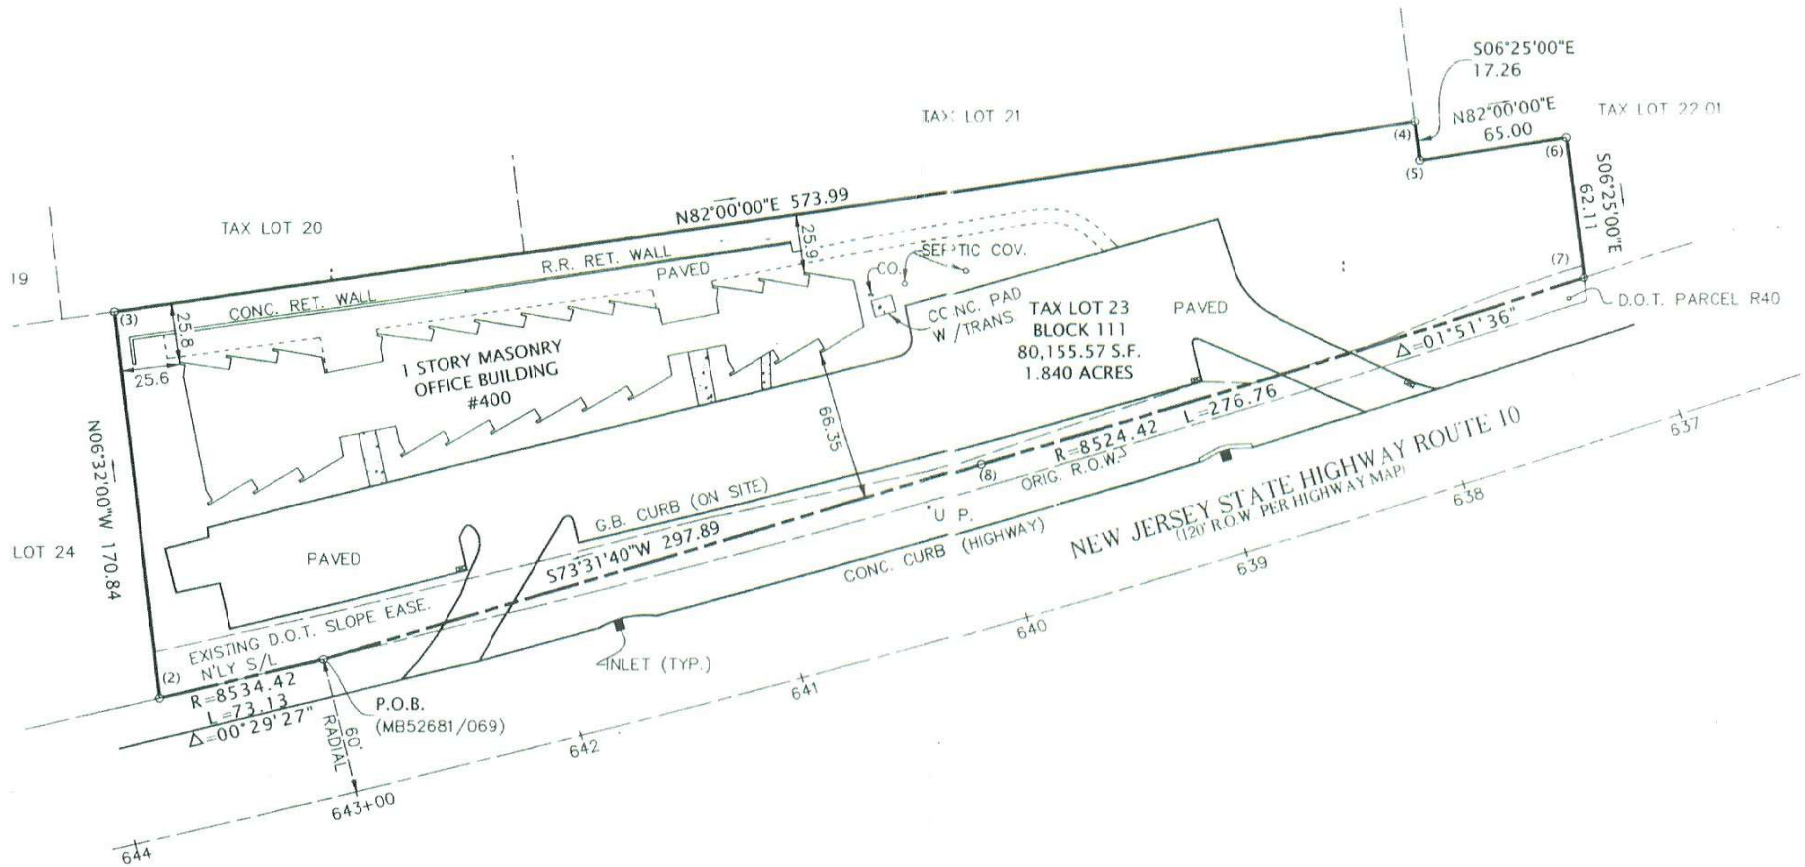 S06°25'00"E
17.26
N82°00'00"E
65.00
TAX LOT 22.01
TAX LOT 21
(4)
(5)
(6)
S06°25'00"E
62.11
(7)
D.O.T. PARCEL R40
TAX LOT 20
19
N82°00'00"E 573.99
R.R. RET. WALL
CONC. RET. WALL
PAVED
25.9
SEPTIC COV.
CO.
CONC. PAD
W/TRANS
TAX LOT 23
BLOCK 111
80,155.57 S.F.
1.840 ACRES
PAVED
(3)
25.8
25.6
1 STORY MASONRY
OFFICE BUILDING
#400
66.35
Δ=01°51'36"
R=8524.42 L=276.76
ORIG. R.O.W.
(8)
U P.
NEW JERSEY STATE HIGHWAY ROUTE 10
(120' R.O.W PER HIGHWAY MAP)
N06°32'00"W 170.84
LOT 24
PAVED
G.B. CURB (ON SITE)
S73°31'40"W 297.89
CONC. CURB (HIGHWAY)
EXISTING D.O.T. SLOPE EASE.
N'LY S/L
(2)
R=8534.42
L=73.13
Δ=00°29'27"
P.O.B.
(MB52681/069)
60'
RADIAL
INLET (TYP.)
637
638
639
640
641
642
643+00
644